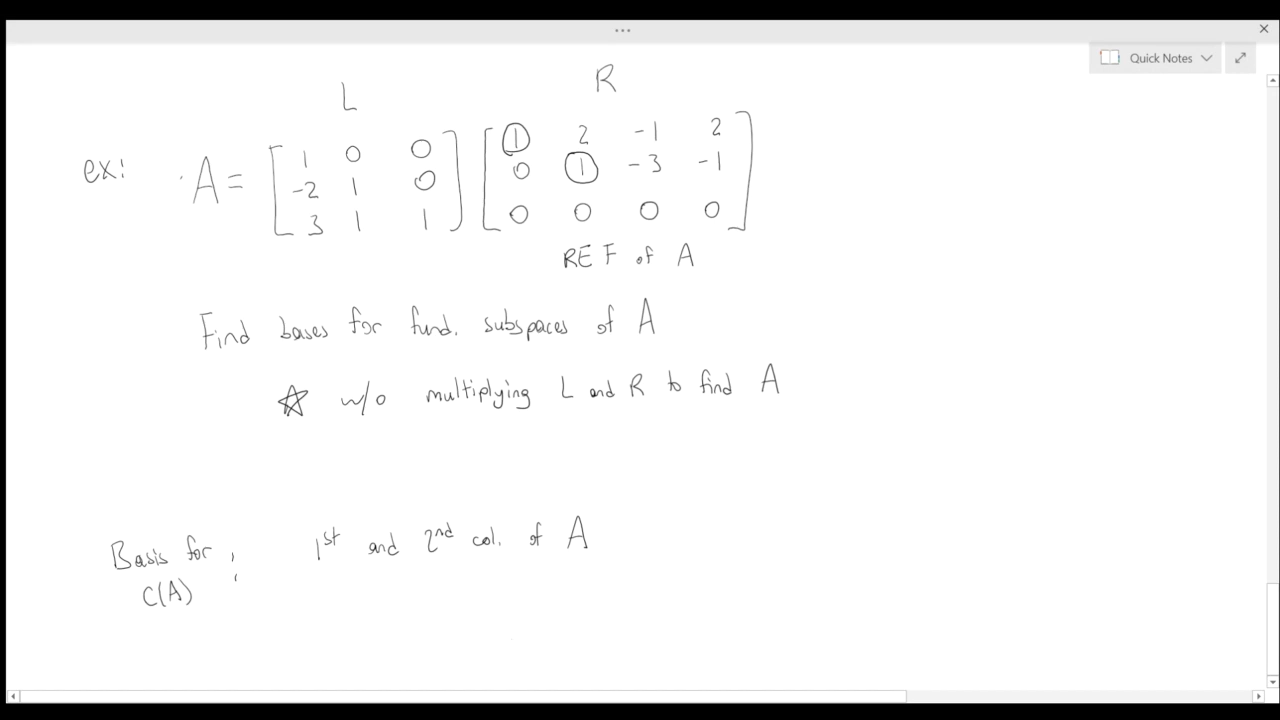 ...
Quick Notes
L R
ex: A = [ 1 0 0 ] [ 1 2 -1 2 ]
[ -2 1 0 ] [ 0 1 -3 -1 ]
[ 3 1 1 ] [ 0 0 0 0 ]
REF of A
Find bases for fund. subspaces of A
☆ w/o multiplying L and R to find A
Basis for : 1st and 2nd col. of A
C(A)